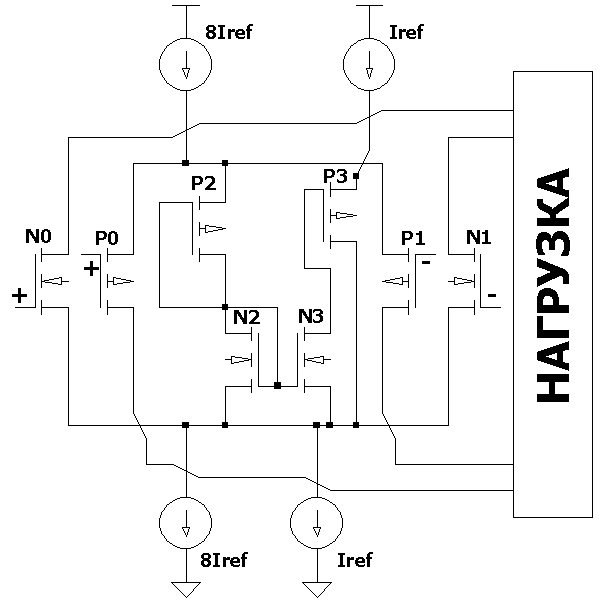 8Iref
Iref
P2
P3
N0
P0
P1
N1
+
+
-
-
N2
N3
НАГРУЗКА
8Iref
Iref